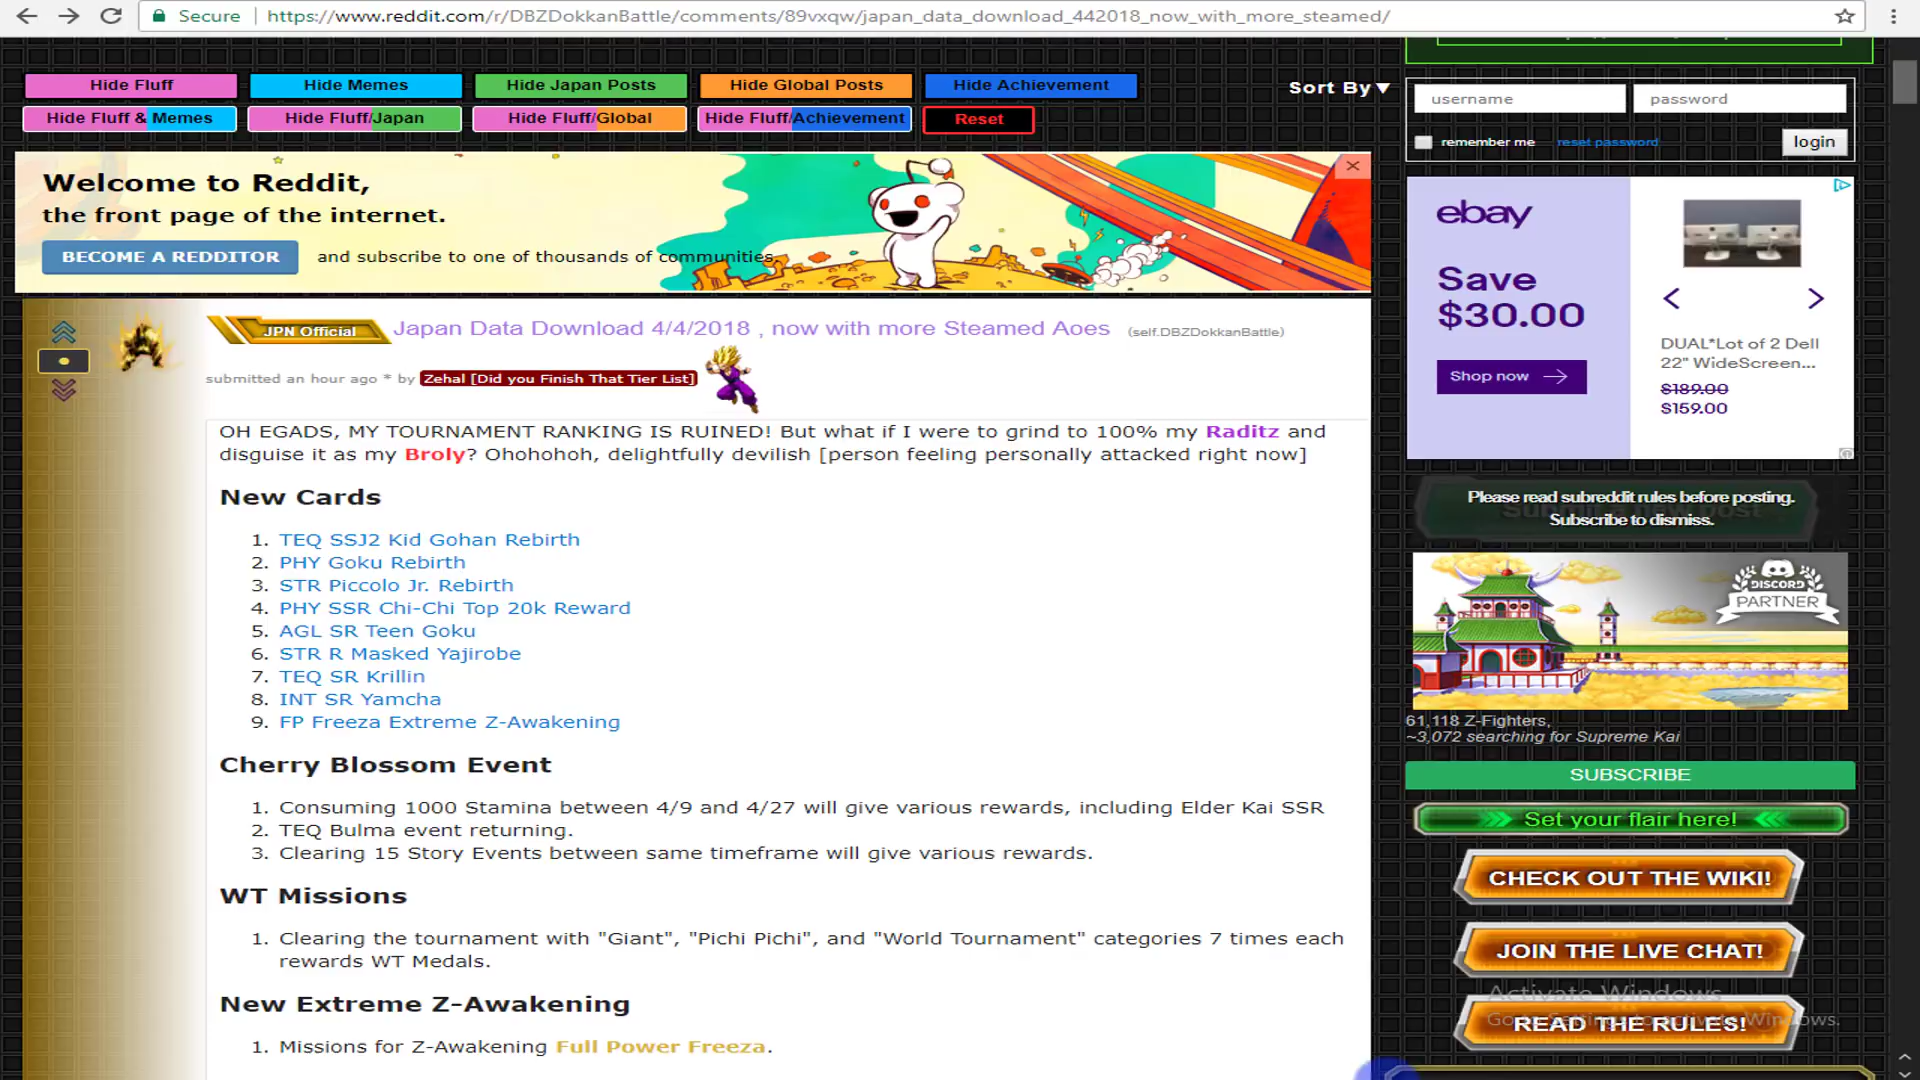 Secure https://www.reddit.com/r/DBZDokkanBattle/comments/89vxqw/japan_data_download_442018_now_with_more_steamed/
Hide Fluff Hide Memes Hide Japan Posts Hide Global Posts Hide Achievement
Hide Fluff & Memes Hide Fluff/Japan Hide Fluff/Global Hide Fluff/Achievement Reset
Sort By▼
username password
remember me reset password login
Welcome to Reddit,
the front page of the internet.
BECOME A REDDITOR and subscribe to one of thousands of communities.
JPN Official Japan Data Download 4/4/2018 , now with more Steamed Aoes (self.DBZDokkanBattle)
submitted an hour ago * by Zehal [Did you Finish That Tier List]
OH EGADS, MY TOURNAMENT RANKING IS RUINED! But what if I were to grind to 100% my Raditz and
disguise it as my Broly? Ohohohoh, delightfully devilish [person feeling personally attacked right now]
New Cards
1. TEQ SSJ2 Kid Gohan Rebirth
2. PHY Goku Rebirth
3. STR Piccolo Jr. Rebirth
4. PHY SSR Chi-Chi Top 20k Reward
5. AGL SR Teen Goku
6. STR R Masked Yajirobe
7. TEQ SR Krillin
8. INT SR Yamcha
9. FP Freeza Extreme Z-Awakening
Cherry Blossom Event
1. Consuming 1000 Stamina between 4/9 and 4/27 will give various rewards, including Elder Kai SSR
2. TEQ Bulma event returning.
3. Clearing 15 Story Events between same timeframe will give various rewards.
WT Missions
1. Clearing the tournament with "Giant", "Pichi Pichi", and "World Tournament" categories 7 times each
rewards WT Medals.
New Extreme Z-Awakening
1. Missions for Z-Awakening Full Power Freeza.
ebay
Save
$30.00
Shop now
DUAL*Lot of 2 Dell
22" WideScreen...
$189.00
$159.00
Please read subreddit rules before posting.
Subscribe to dismiss.
Submit a new post
DISCORD
PARTNER
61,118 Z-Fighters,
~3,072 searching for Supreme Kai
SUBSCRIBE
Set your flair here!
CHECK OUT THE WIKI!
JOIN THE LIVE CHAT!
Activate Windows
Go to Settings to activate Windows.
READ THE RULES!